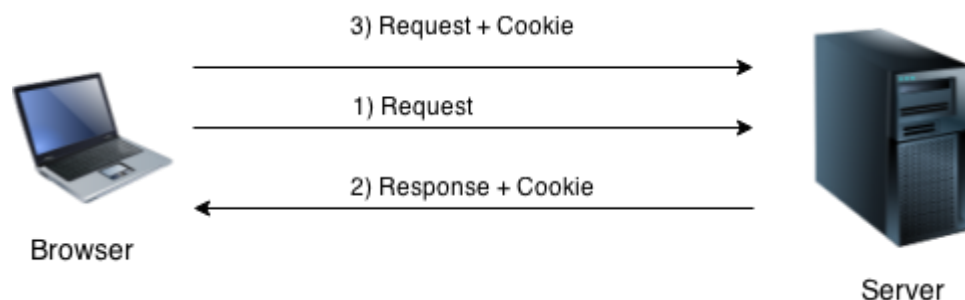 3) Request + Cookie
1) Request
2) Response + Cookie
Browser
Server